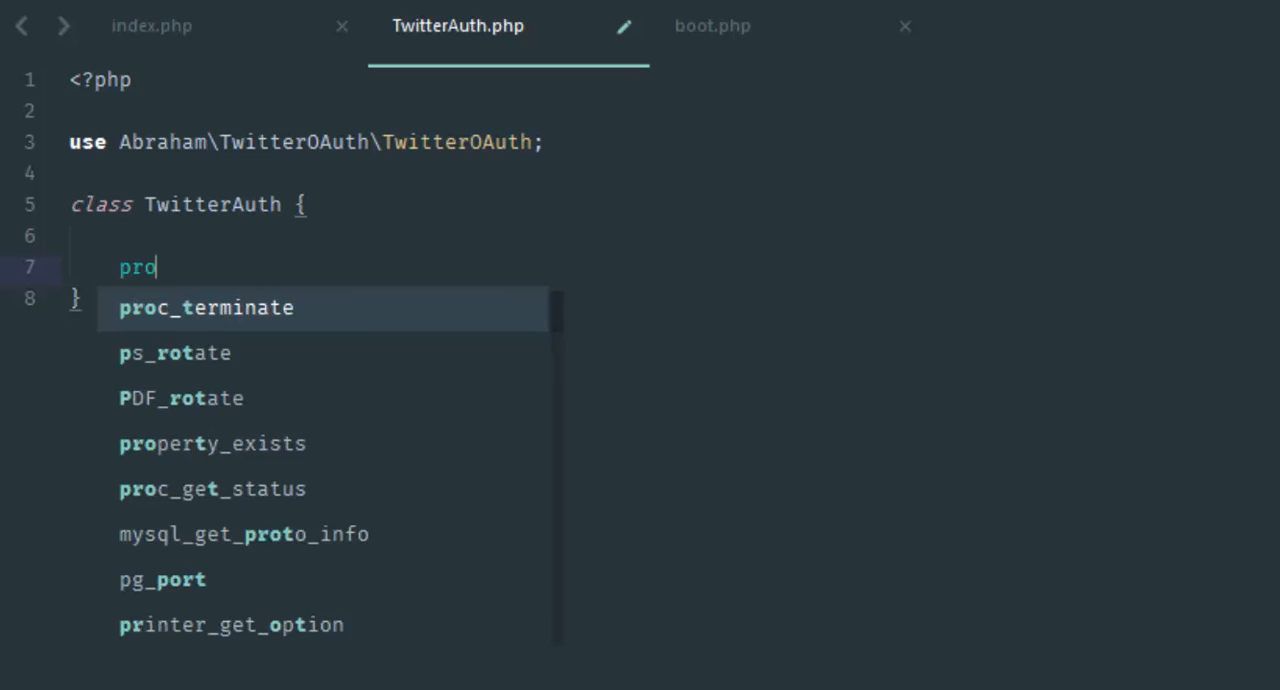 index.php TwitterAuth.php boot.php
1 <?php
2
3 use Abraham\TwitterOAuth\TwitterOAuth;
4
5 class TwitterAuth {
6
7 pro
8 }
proc_terminate
ps_rotate
PDF_rotate
property_exists
proc_get_status
mysql_get_proto_info
pg_port
printer_get_option